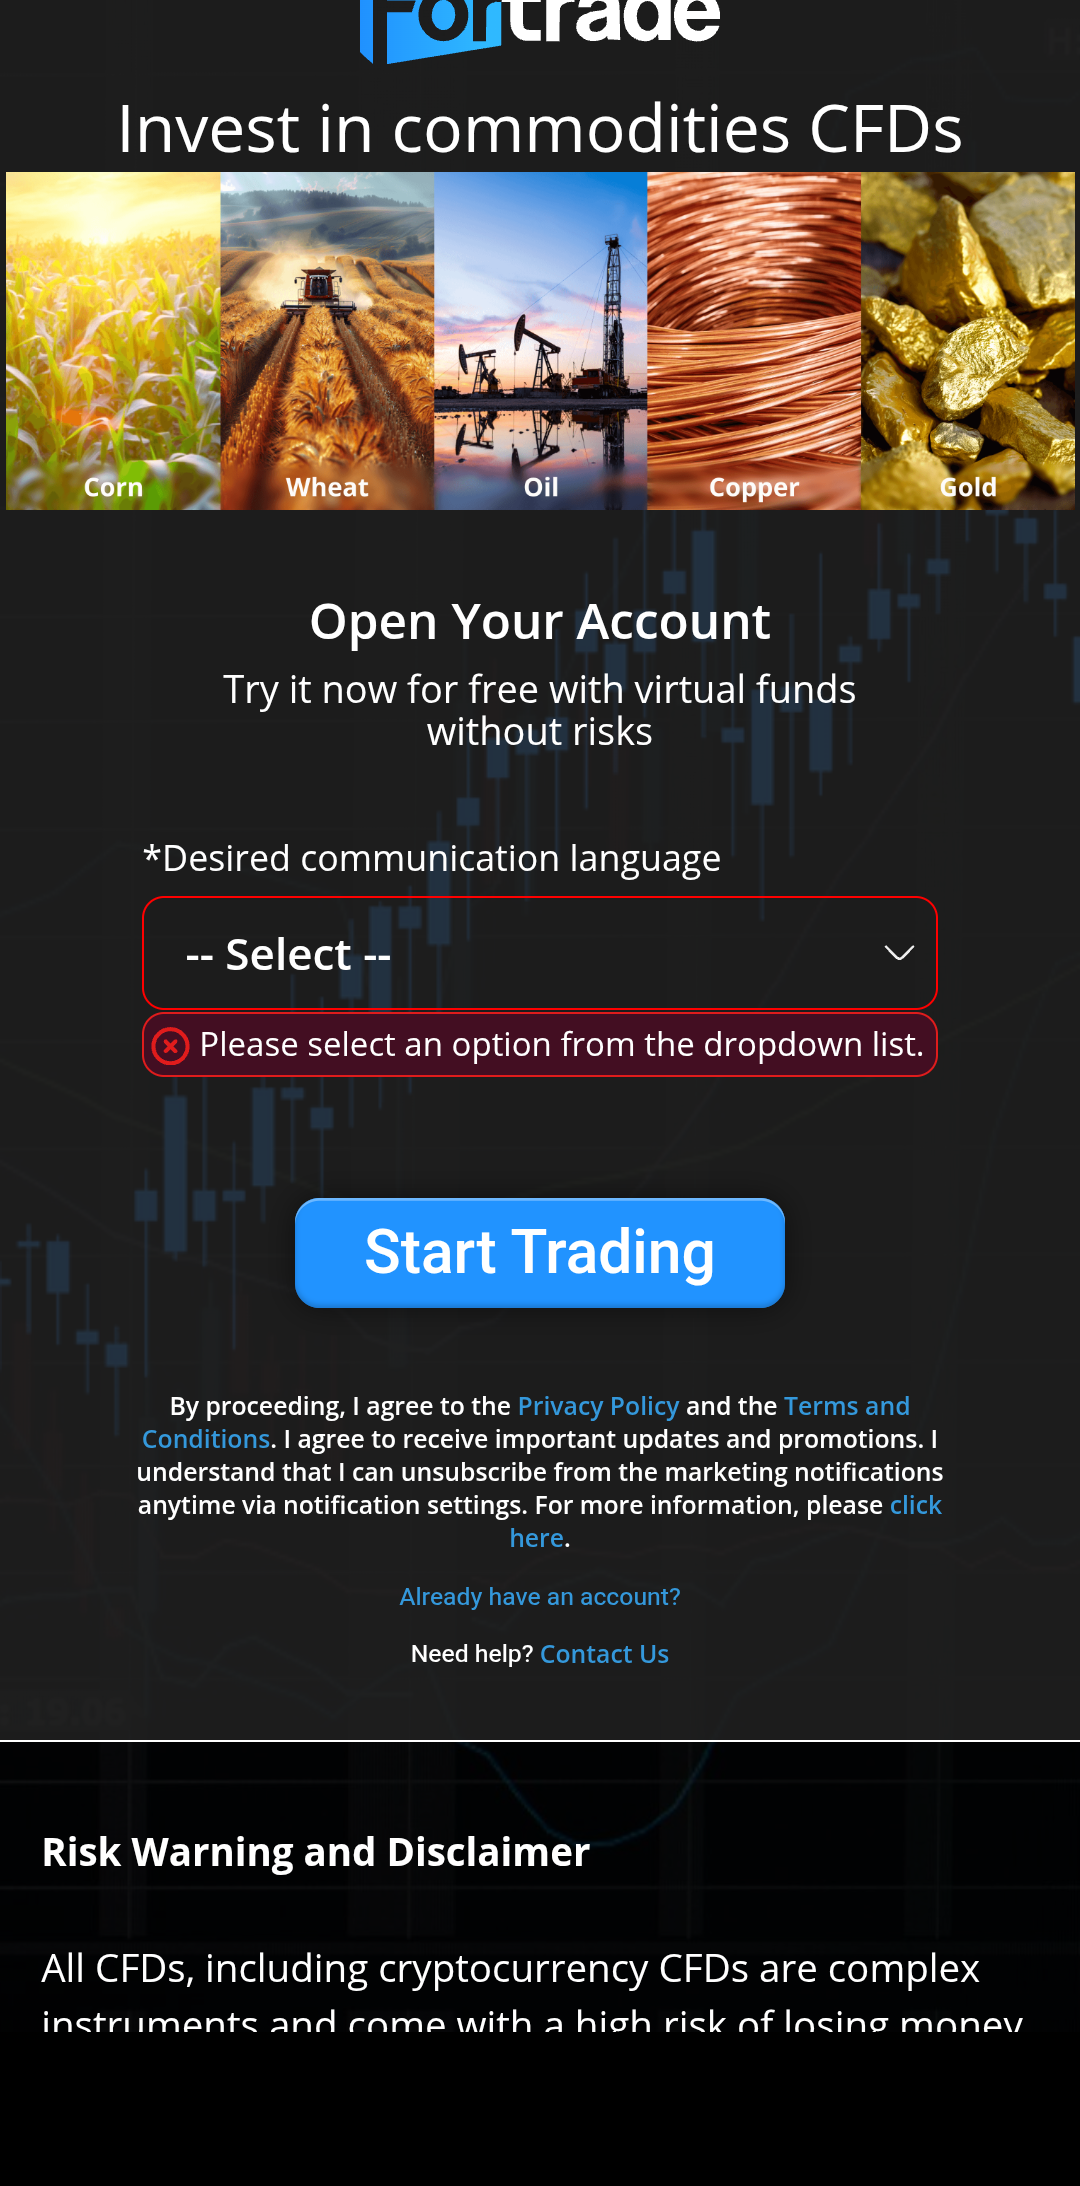 Fortrade
Invest in commodities CFDs
Corn Wheat Oil Copper Gold
Open Your Account
Try it now for free with virtual funds
without risks
*Desired communication language
-- Select --
Please select an option from the dropdown list.
Start Trading
By proceeding, I agree to the Privacy Policy and the Terms and
Conditions. I agree to receive important updates and promotions. I
understand that I can unsubscribe from the marketing notifications
anytime via notification settings. For more information, please click
here.
Already have an account?
Need help? Contact Us
19.06
Risk Warning and Disclaimer
All CFDs, including cryptocurrency CFDs are complex
instruments and come with a high risk of losing money